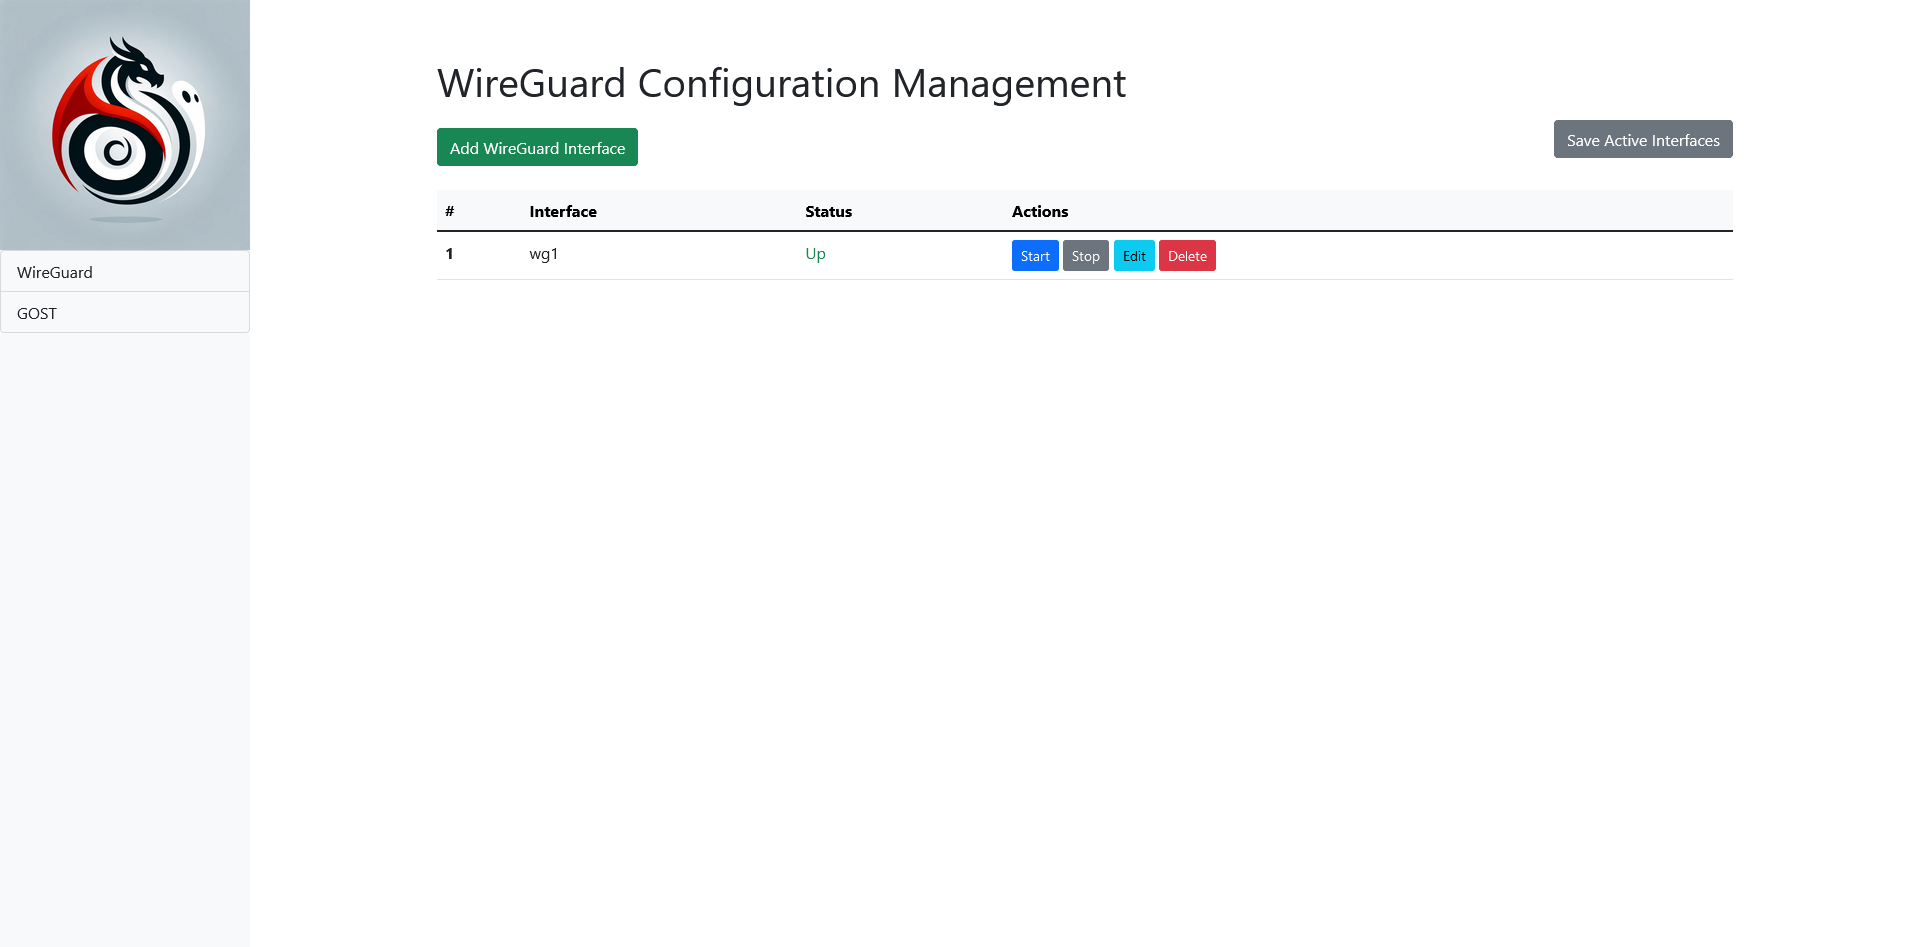 WireGuard
GOST
WireGuard Configuration Management
Add WireGuard Interface
Save Active Interfaces
# Interface Status Actions
1 wg1 Up Start Stop Edit Delete